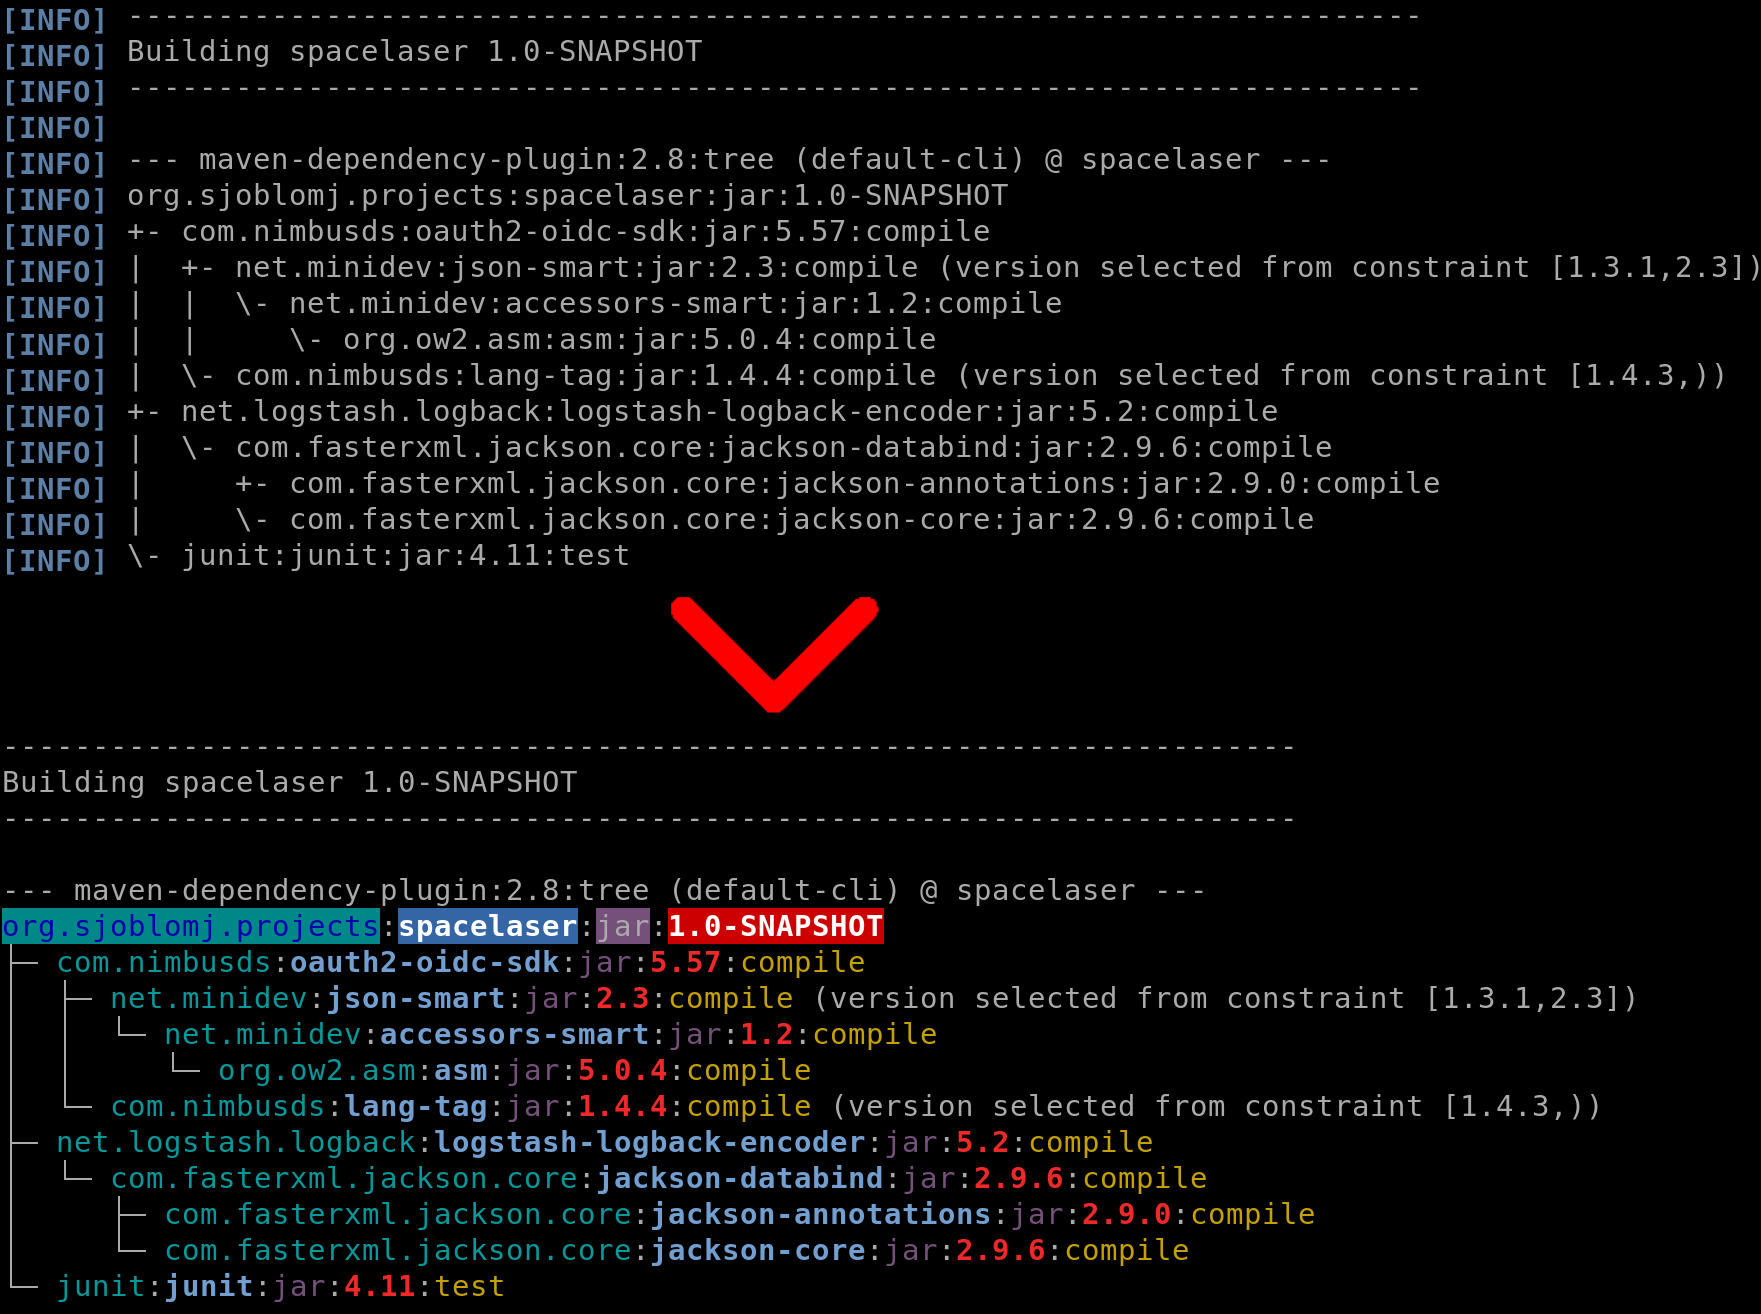 [INFO] ------------------------------------------------------------------------
[INFO] Building spacelaser 1.0-SNAPSHOT
[INFO] ------------------------------------------------------------------------
[INFO]
[INFO] --- maven-dependency-plugin:2.8:tree (default-cli) @ spacelaser ---
[INFO] org.sjoblomj.projects:spacelaser:jar:1.0-SNAPSHOT
[INFO] +- com.nimbusds:oauth2-oidc-sdk:jar:5.57:compile
[INFO] |  +- net.minidev:json-smart:jar:2.3:compile (version selected from constraint [1.3.1,2.3])
[INFO] |  |  \- net.minidev:accessors-smart:jar:1.2:compile
[INFO] |  |     \- org.ow2.asm:asm:jar:5.0.4:compile
[INFO] |  \- com.nimbusds:lang-tag:jar:1.4.4:compile (version selected from constraint [1.4.3,))
[INFO] +- net.logstash.logback:logstash-logback-encoder:jar:5.2:compile
[INFO] |  \- com.fasterxml.jackson.core:jackson-databind:jar:2.9.6:compile
[INFO] |     +- com.fasterxml.jackson.core:jackson-annotations:jar:2.9.0:compile
[INFO] |     \- com.fasterxml.jackson.core:jackson-core:jar:2.9.6:compile
[INFO] \- junit:junit:jar:4.11:test
------------------------------------------------------------------------
Building spacelaser 1.0-SNAPSHOT
------------------------------------------------------------------------
--- maven-dependency-plugin:2.8:tree (default-cli) @ spacelaser ---
org.sjoblomj.projects:spacelaser:jar:1.0-SNAPSHOT
├─ com.nimbusds:oauth2-oidc-sdk:jar:5.57:compile
│  ├─ net.minidev:json-smart:jar:2.3:compile (version selected from constraint [1.3.1,2.3])
│  │  └─ net.minidev:accessors-smart:jar:1.2:compile
│  │     └─ org.ow2.asm:asm:jar:5.0.4:compile
│  └─ com.nimbusds:lang-tag:jar:1.4.4:compile (version selected from constraint [1.4.3,))
├─ net.logstash.logback:logstash-logback-encoder:jar:5.2:compile
│  └─ com.fasterxml.jackson.core:jackson-databind:jar:2.9.6:compile
│     ├─ com.fasterxml.jackson.core:jackson-annotations:jar:2.9.0:compile
│     └─ com.fasterxml.jackson.core:jackson-core:jar:2.9.6:compile
└─ junit:junit:jar:4.11:test